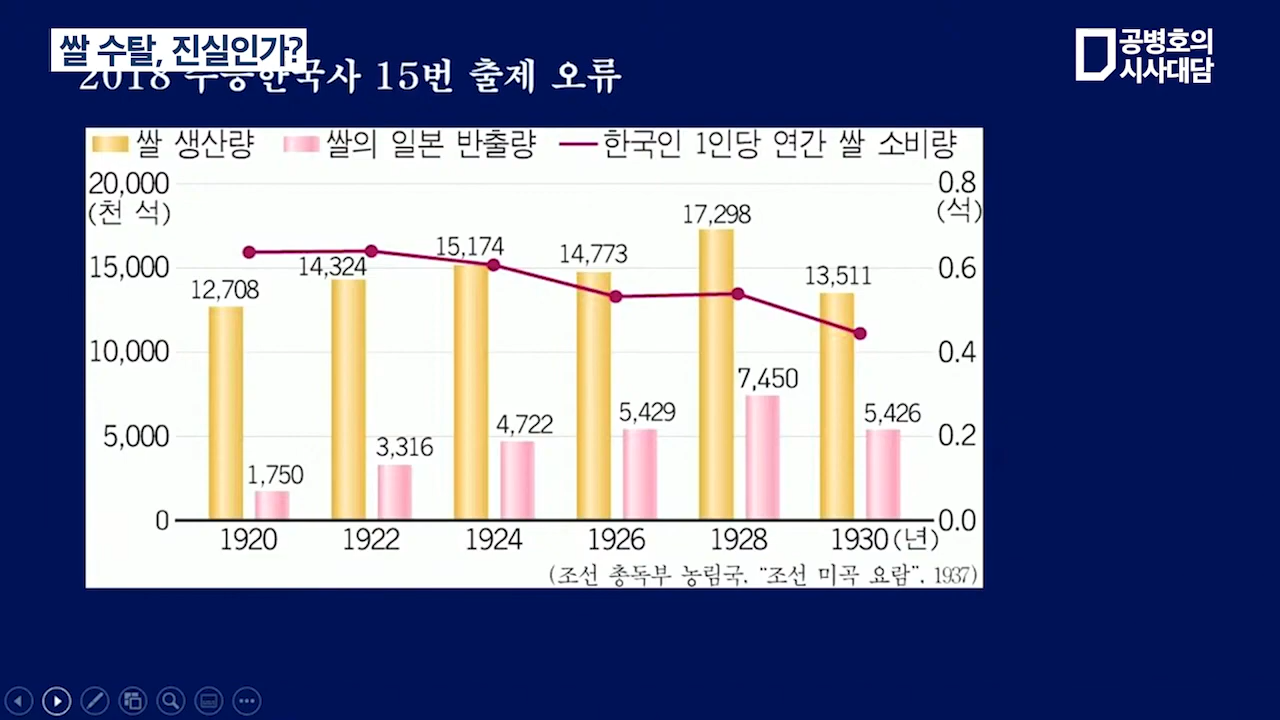 쌀 수탈, 진실인가?
공병호의
시사대담
2018 수능한국사 15번 출제 오류
쌀 생산량 쌀의 일본 반출량 한국인 1인당 연간 쌀 소비량
20,000
(천 석)
15,000
10,000
5,000
0
0.8
(석)
0.6
0.4
0.2
0.0
12,708
1,750
14,324
3,316
15,174
4,722
14,773
5,429
17,298
7,450
13,511
5,426
1920 1922 1924 1926 1928 1930 (년)
(조선 총독부 농림국, “조선 미곡 요람”, 1937)